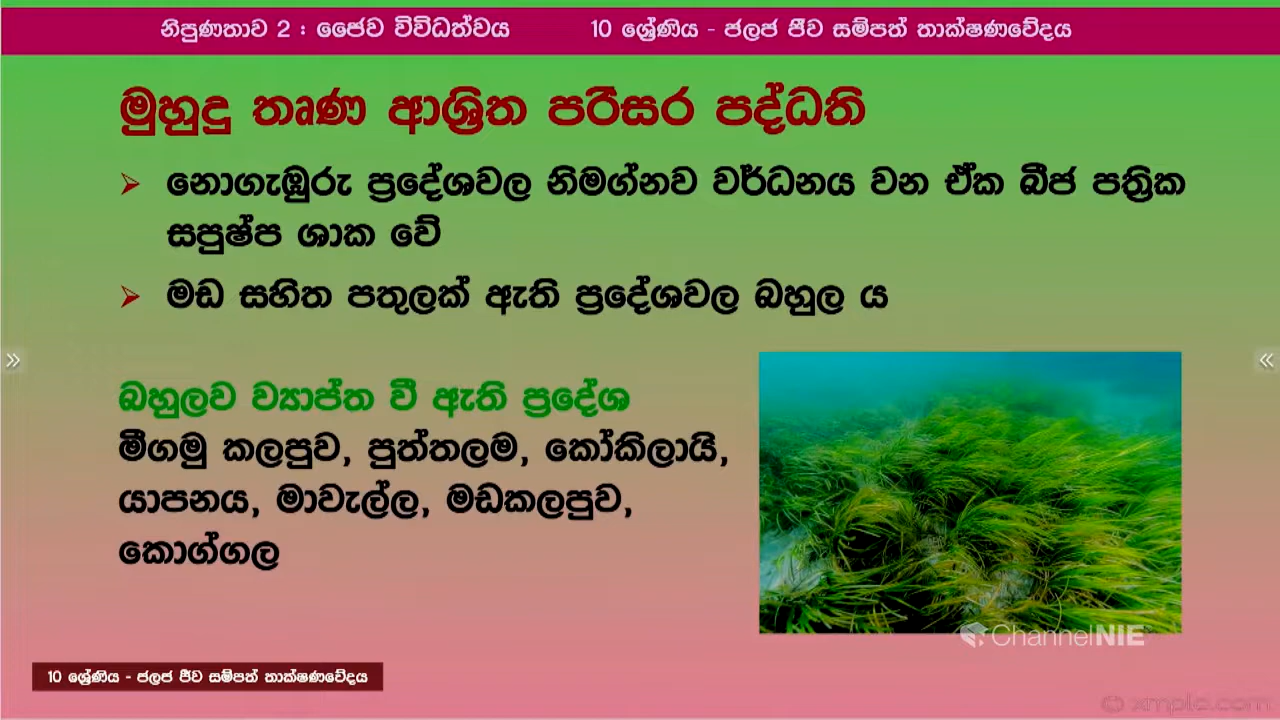 නිපුණතාව 2 : ජෛව විවිධත්වය 10 ශ්‍රේණිය - ජලජ ජීව සම්පත් තාක්ෂණවේදය
මුහුදු තෘණ ආශ්‍රිත පරිසර පද්ධති
➢ නොගැඹුරු ප්‍රදේශවල නිමග්නව වර්ධනය වන ඒක බීජ පත්‍රික
සපුෂ්ප ශාක වේ
➢ මඩ සහිත පතුලක් ඇති ප්‍රදේශවල බහුල ය
බහුලව ව්‍යාප්ත වී ඇති ප්‍රදේශ
මීගමු කලපුව, පුත්තලම, කෝකිලායි,
යාපනය, මාවැල්ල, මඩකලපුව,
කොග්ගල
ChannelNIE
10 ශ්‍රේණිය - ජලජ ජීව සම්පත් තාක්ෂණවේදය
© xmplc.com